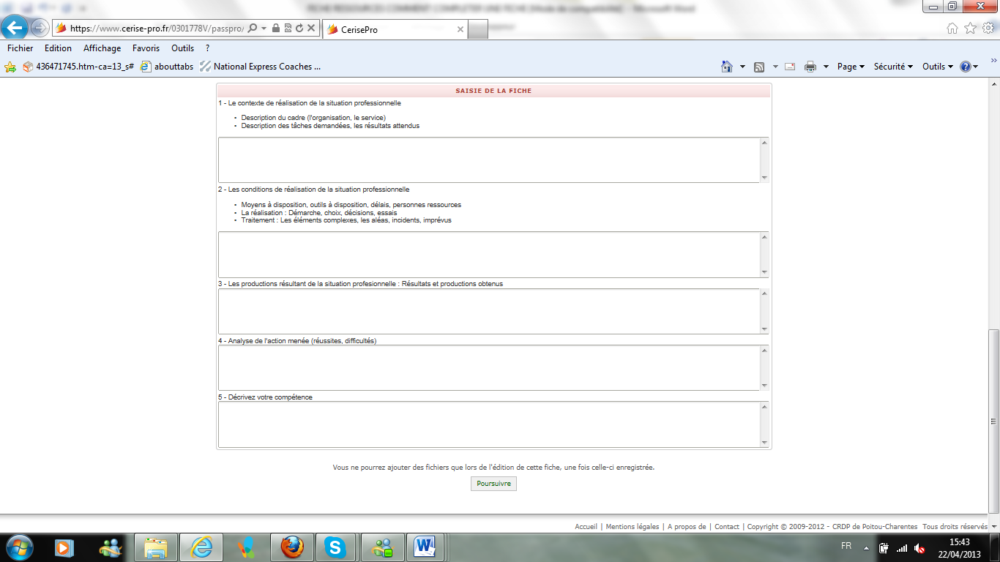 FICHE RESSOURCES COMMENT COMPLETER UNE FICHE [Mode de compatibilité] - Microsoft Word
https://www.cerise-pro.fr/0301778V/passpro/
CerisePro
Fichier Edition Affichage Favoris Outils ?
436471745.htm-ca=13_s# abouttabs National Express Coaches ... Page Sécurité Outils
SAISIE DE LA FICHE
1 - Le contexte de réalisation de la situation professionnelle
• Description du cadre (l'organisation, le service)
• Description des tâches demandées, les résultats attendus
2 - Les conditions de réalisation de la situation professionnelle
• Moyens à disposition, outils à disposition, délais, personnes ressources
• La réalisation : Démarche, choix, décisions, essais
• Traitement : Les éléments complexes, les aléas, incidents, imprévus
3 - Les productions résultant de la situation profesionnelle : Résultats et productions obtenus
4 - Analyse de l'action menée (réussites, difficultés)
5 - Décrivez votre compétence
Vous ne pourrez ajouter des fichiers que lors de l'édition de cette fiche, une fois celle-ci enregistrée.
Poursuivre
Accueil | Mentions légales | A propos de | Contact | Copyright © 2009-2012 - CRDP de Poitou-Charentes Tous droits réservés
FR
15:43
22/04/2013